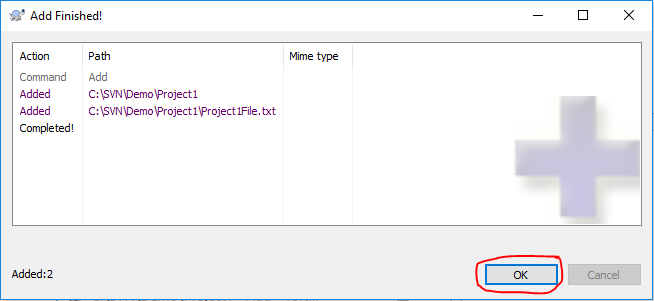 Add Finished!
Action Path Mime type
Command Add
Added C:\SVN\Demo\Project1
Added C:\SVN\Demo\Project1\Project1File.txt
Completed!
Added:2 OK Cancel